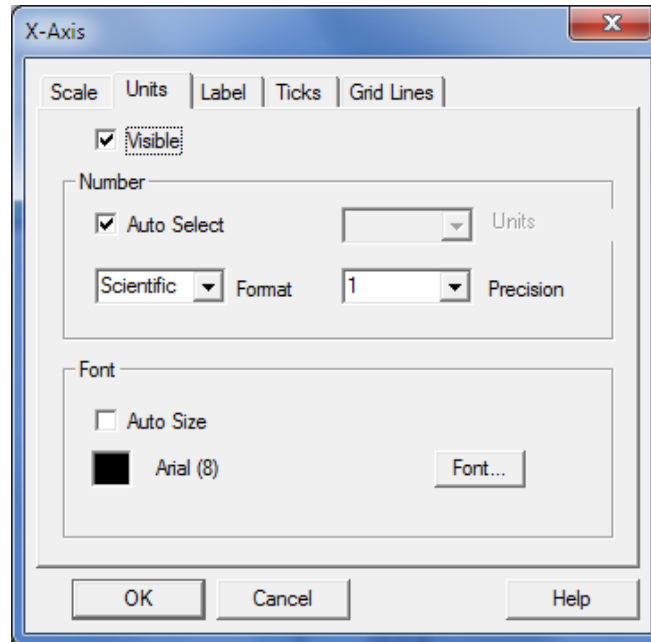 X-Axis
Scale Units Label Ticks Grid Lines
Visible
Number
Auto Select Units
Scientific Format 1 Precision
Font
Auto Size
Arial (8) Font...
OK Cancel Help